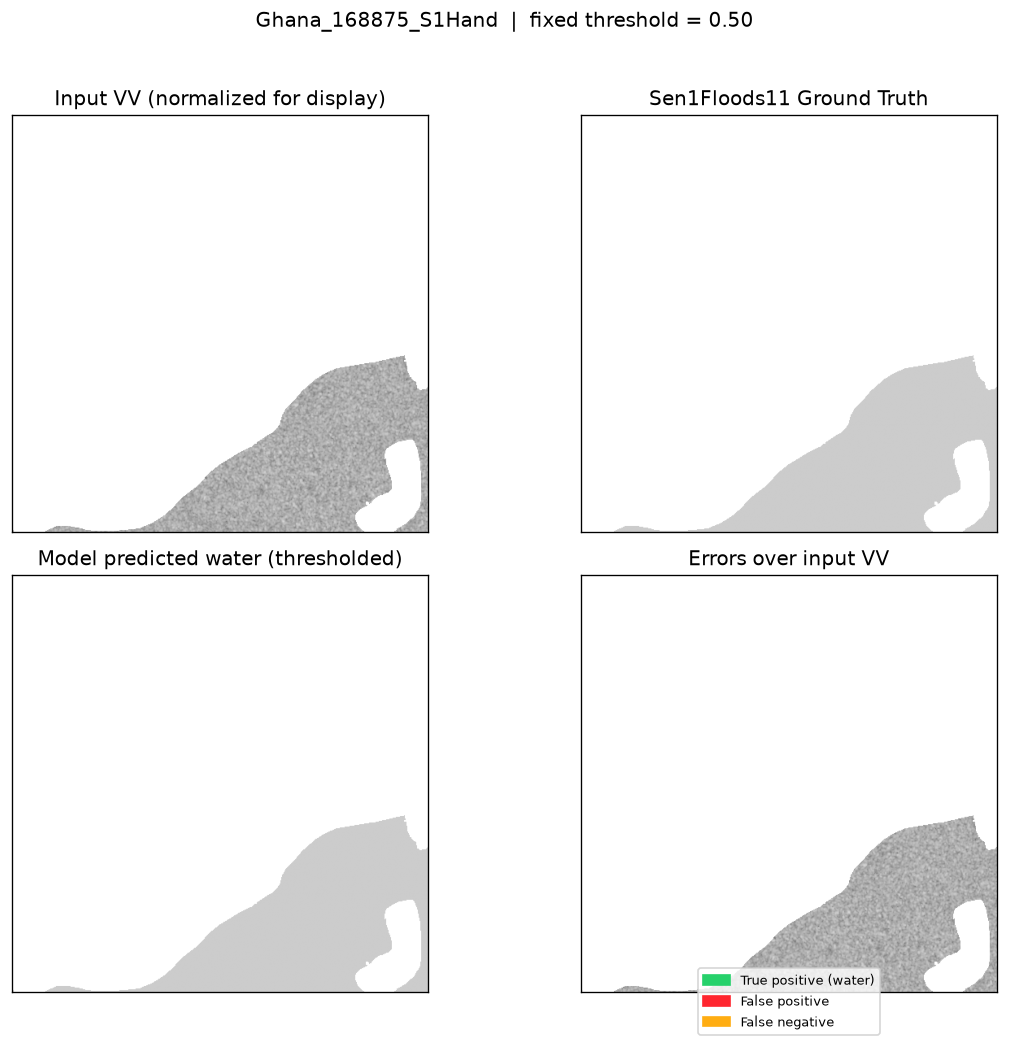 Ghana_168875_S1Hand  |  fixed threshold = 0.50
Input VV (normalized for display)
Sen1Floods11 Ground Truth
Model predicted water (thresholded)
Errors over input VV
True positive (water)
False positive
False negative